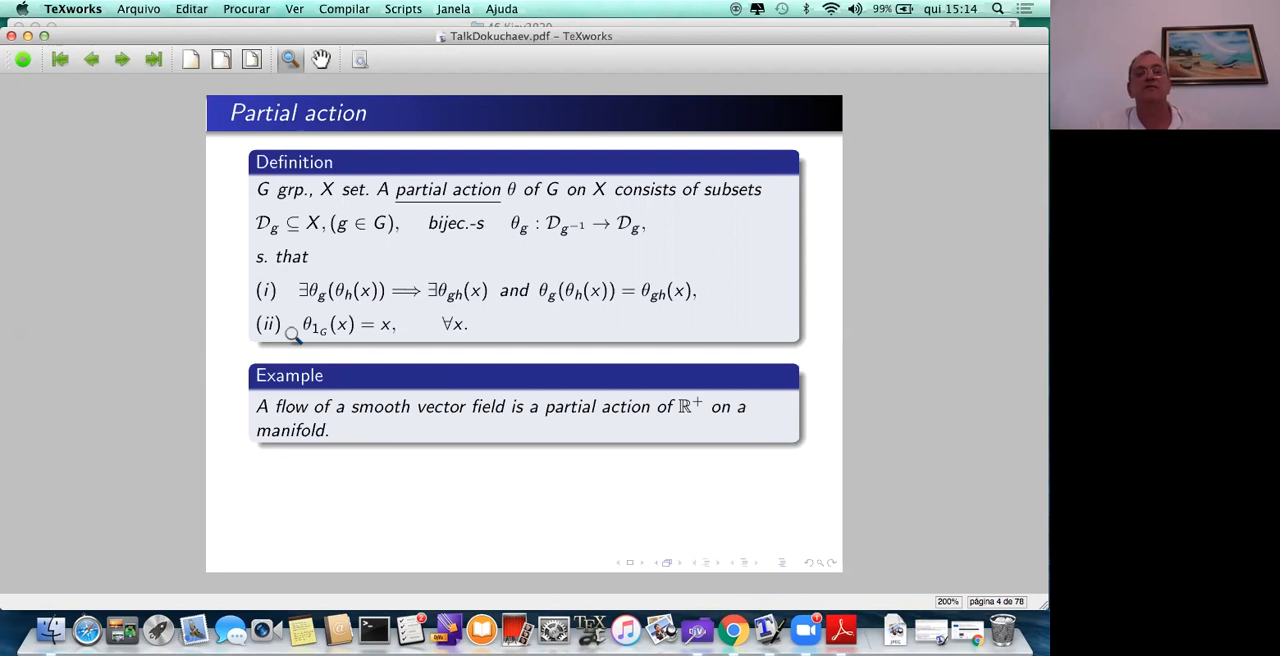 TeXworks Arquivo Editar Procurar Ver Compilar Scripts Janela Ajuda 99% qui 15:14
TalkDokuchaev.pdf – TeXworks
Partial action
Definition
G grp., X set. A partial action θ of G on X consists of subsets
𝒟_g ⊆ X, (g ∈ G), bijec.-s θ_g : 𝒟_{g⁻¹} → 𝒟_g,
s. that
(i) ∃θ_g(θ_h(x)) ⟹ ∃θ_{gh}(x) and θ_g(θ_h(x)) = θ_{gh}(x),
(ii) θ_{1_G}(x) = x, ∀x.
Example
A flow of a smooth vector field is a partial action of ℝ⁺ on a
manifold.
200% página 4 de 78